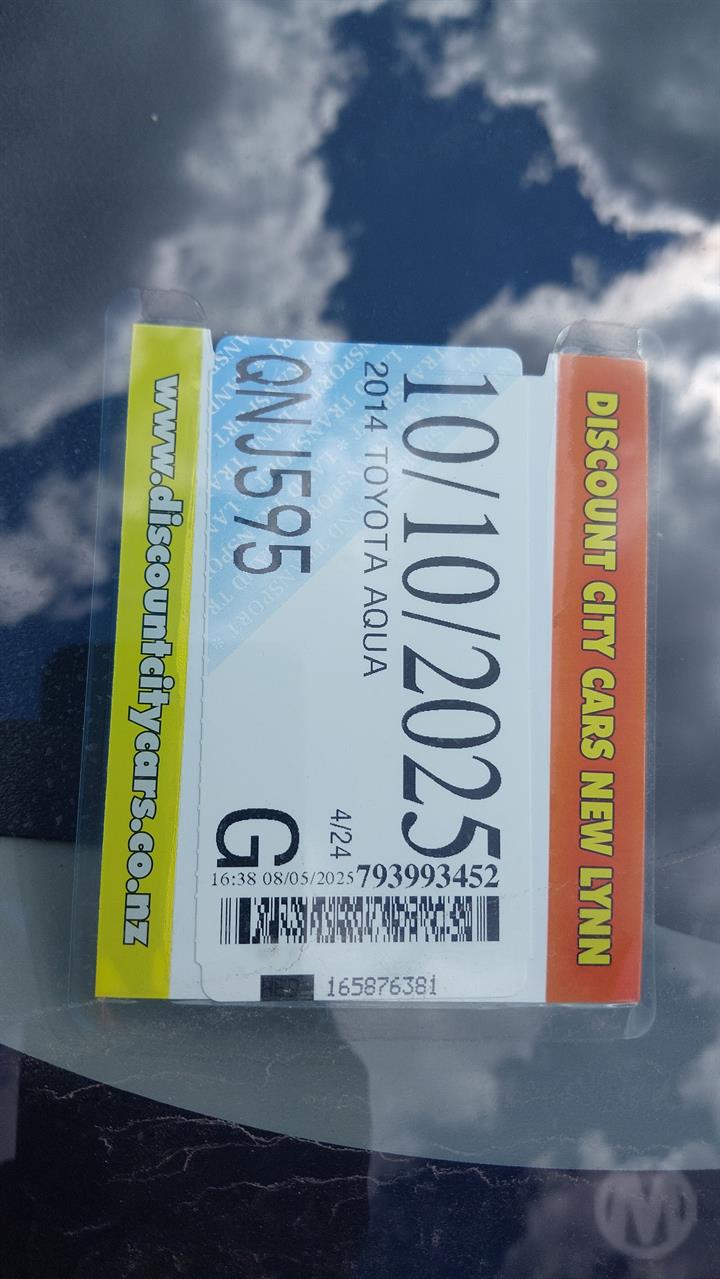 DISCOUNT CITY CARS NEW LYNN
10/10/2025
2014 TOYOTA AQUA
4/24
QNJ595
G
793993452
16:38 08/05/2025
165876381
www.discountcitycars.co.nz
M